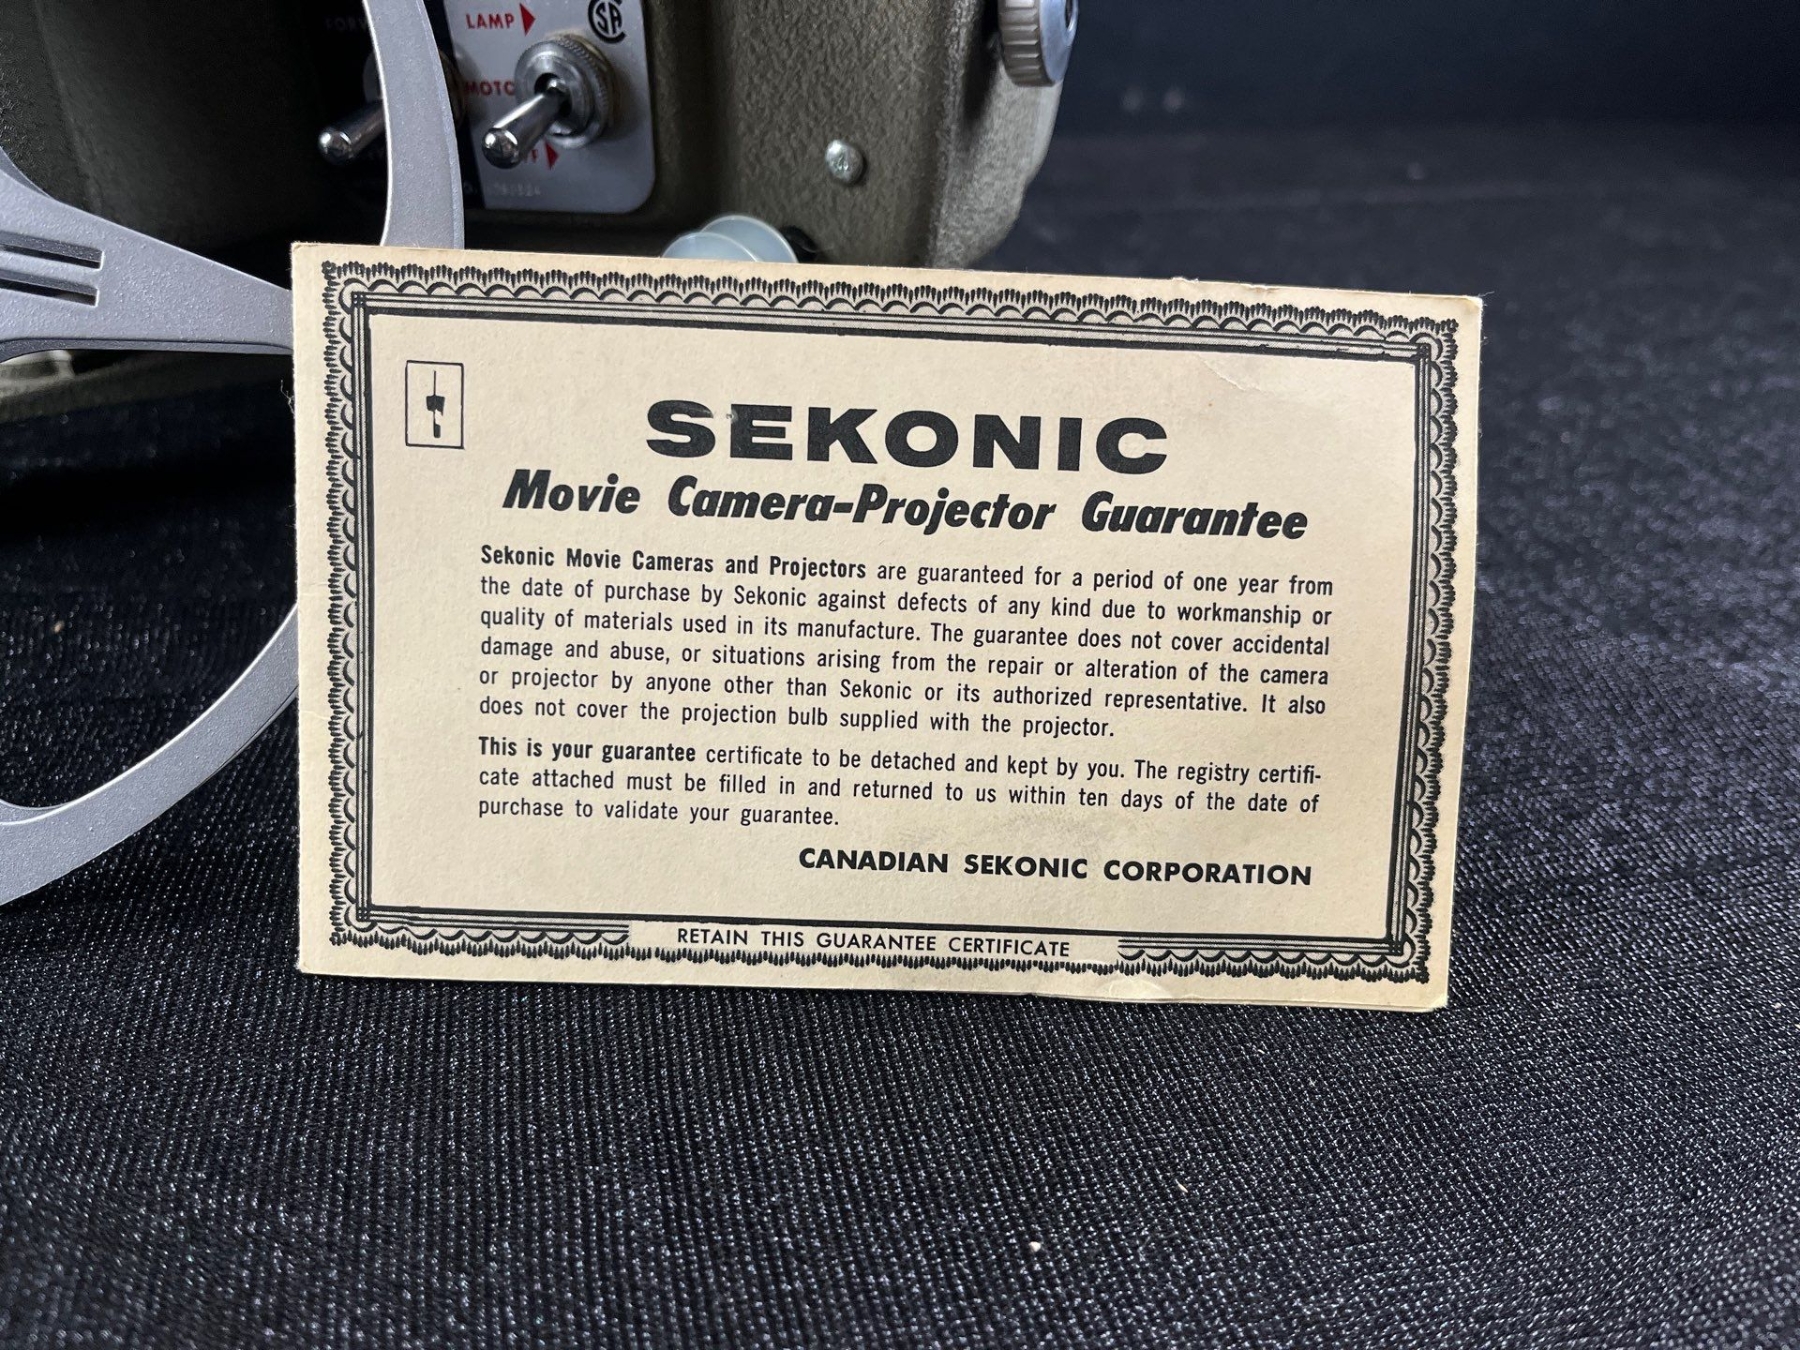 LAMP
SEKONIC
Movie Camera-Projector Guarantee
Sekonic Movie Cameras and Projectors are guaranteed for a period of one year from
the date of purchase by Sekonic against defects of any kind due to workmanship or
quality of materials used in its manufacture. The guarantee does not cover accidental
damage and abuse, or situations arising from the repair or alteration of the camera
or projector by anyone other than Sekonic or its authorized representative. It also
does not cover the projection bulb supplied with the projector.
This is your guarantee certificate to be detached and kept by you. The registry certifi-
cate attached must be filled in and returned to us within ten days of the date of
purchase to validate your guarantee.
CANADIAN SEKONIC CORPORATION
RETAIN THIS GUARANTEE CERTIFICATE